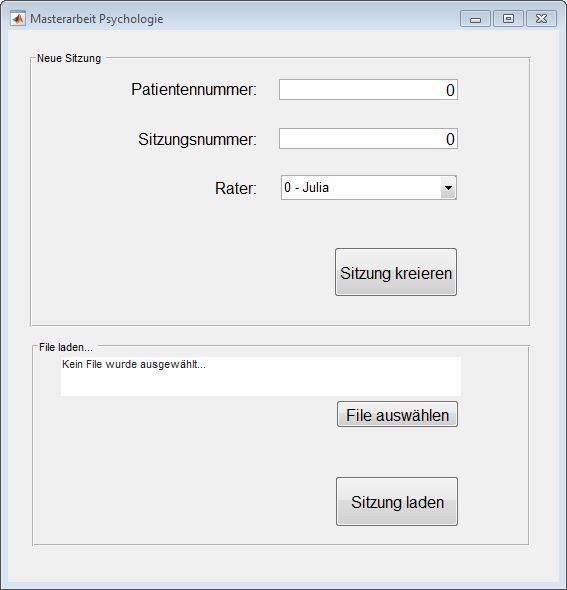 Masterarbeit Psychologie
Neue Sitzung
Patientennummer: 0
Sitzungsnummer: 0
Rater: 0 - Julia
Sitzung kreieren
File laden...
Kein File wurde ausgewählt...
File auswählen
Sitzung laden